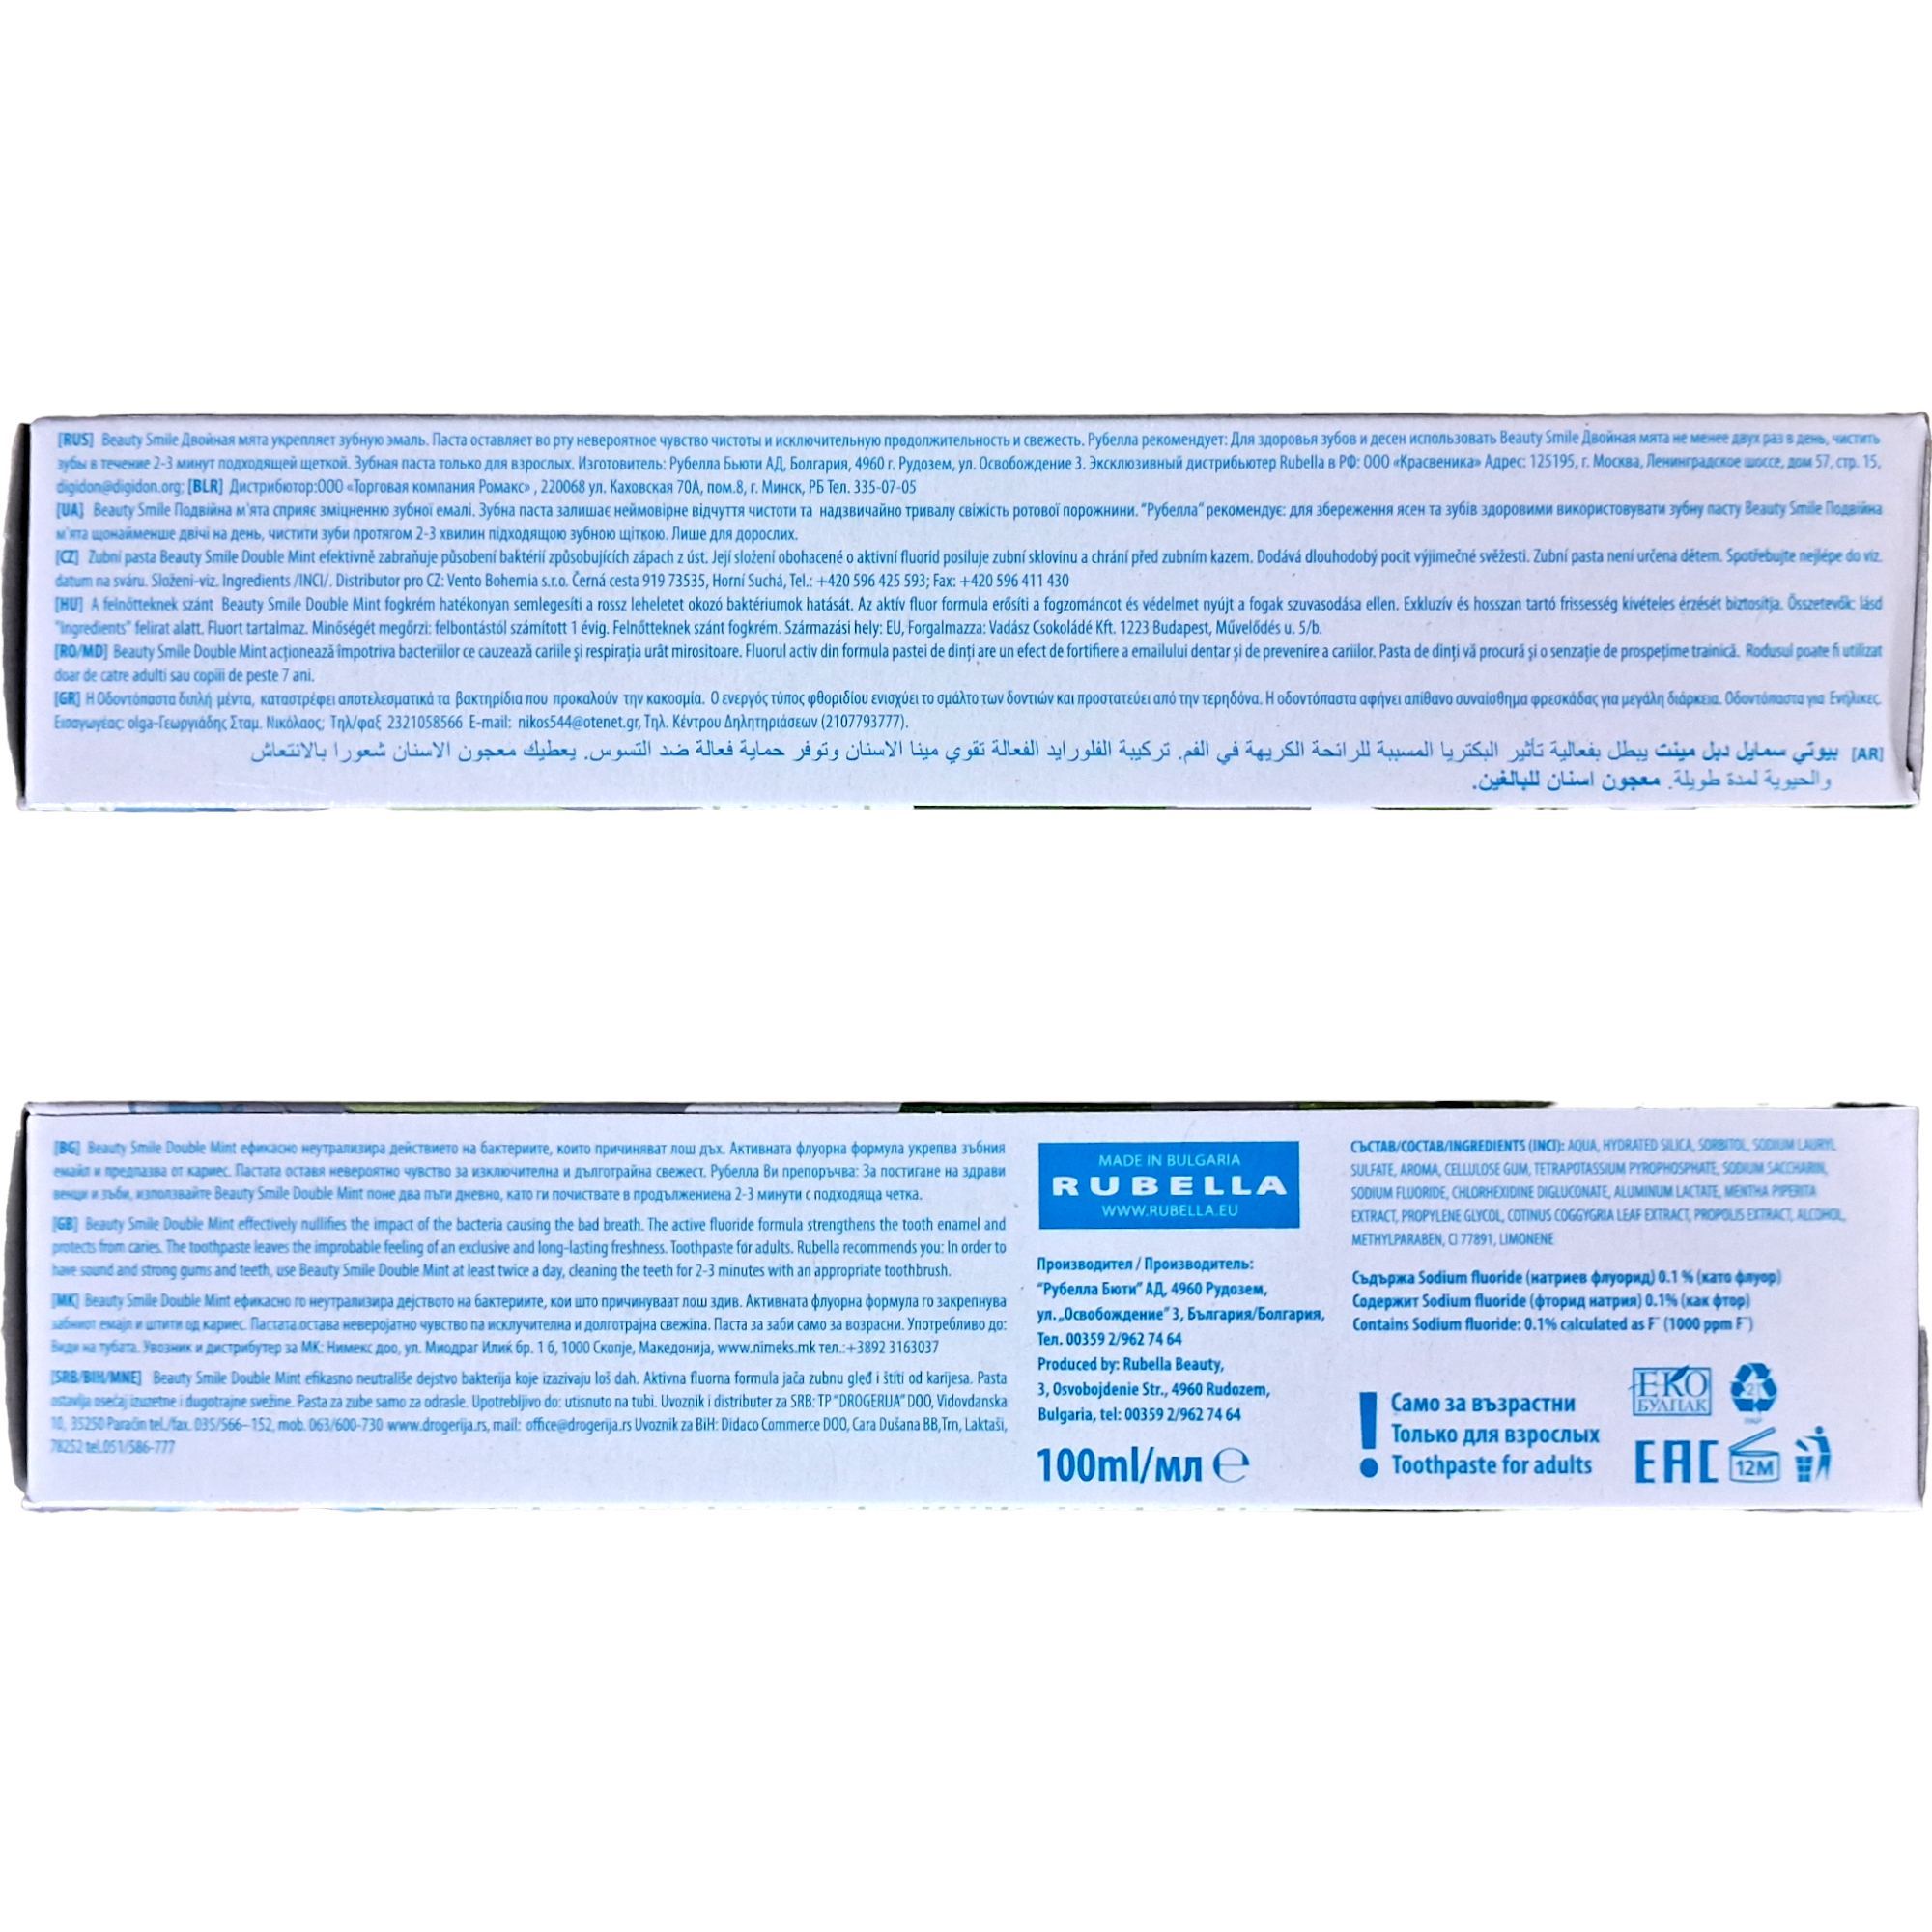 [RUS] Beauty Smile Двойная мята укрепляет зубную эмаль. Паста оставляет во рту невероятное чувство чистоты и исключительную продолжительность и свежесть. Рубелла рекомендует: Для здоровья зубов и десен использовать Beauty Smile Двойная мята не менее двух раз в день, чистить
зубы в течение 2-3 минут подходящей щеткой. Зубная паста только для взрослых. Изготовитель: Рубелла Бьюти АД, Болгария, 4960 г. Рудозем, ул. Освобождение 3. Эксклюзивный дистрибьютер Rubella в РФ: ООО «Красвеника» Адрес: 125195, г. Москва, Ленинградское шоссе, дом 57, стр. 15,
digidon@digidon.org; [BLR] Дистрибютор:ООО «Торговая компания Ромакс» , 220068 ул. Каховская 70А, пом.8, г. Минск, РБ Тел. 335-07-05
[UA] Beauty Smile Подвійна м'ята сприяє зміцненню зубної емалі. Зубна паста залишає неймовірне відчуття чистоти та надзвичайно тривалу свіжість ротової порожнини. "Рубелла" рекомендує: для збереження ясен та зубів здоровими використовувати зубну пасту Beauty Smile Подвійна
м'ята щонайменше двічі на день, чистити зуби протягом 2-3 хвилин підходящою зубною щіткою. Лише для дорослих.
[CZ] Zubní pasta Beauty Smile Double Mint efektivně zabraňuje působení baktérií způsobujících zápach z úst. Její složení obohacené o aktivní fluorid posiluje zubní sklovinu a chrání před zubním kazem. Dodává dlouhodobý pocit výjimečné svěžesti. Zubní pasta není určena dětem. Spotřebujte nejlépe do viz.
datum na sváru. Složeni-viz. Ingredients /INCI/. Distributor pro CZ: Vento Bohemia s.r.o. Černá cesta 919 73535, Horní Suchá, Tel.: +420 596 425 593; Fax: +420 596 411 430
[HU] A felnőtteknek szánt Beauty Smile Double Mint fogkrém hatékonyan semlegesíti a rossz leheletet okozó baktériumok hatását. Az aktív fluor formula erősíti a fogzománcot és védelmet nyújt a fogak szuvasodása ellen. Exkluzív és hosszan tartó frissesség kivételes érzését biztosítja. Összetevők: lásd
"Ingredients" felirat alatt. Fluort tartalmaz. Minőségét megőrzi: felbontástól számított 1 évig. Felnőtteknek szánt fogkrém. Származási hely: EU, Forgalmazza: Vadász Csokoládé Kft. 1223 Budapest, Művelődés u. 5/b.
[RO/MD] Beauty Smile Double Mint acționează împotriva bacteriilor ce cauzează cariile și respirația urât mirositoare. Fluorul activ din formula pastei de dinți are un efect de fortifiere a emailului dentar și de prevenire a cariilor. Pasta de dinți vă procură și o senzație de prospețime trainică. Rodusul poate fi utilizat
doar de catre adulti sau copiii de peste 7 ani.
[GR] Η Οδοντόπαστα διπλή μέντα, καταστρέφει αποτελεσματικά τα βακτηρίδια που προκαλούν την κακοσμία. Ο ενεργός τύπος φθοριδίου ενισχύει το σμάλτο των δοντιών και προστατεύει από την τερηδόνα. Η οδοντόπαστα αφήνει απίθανο συναίσθημα φρεσκάδας για μεγάλη διάρκεια. Οδοντόπαστα για Ενήλικες.
Εισαγωγέας: olga-Γεωργιάδης Σταμ. Νικόλαος; Τηλ/φαξ 2321058566 E-mail: nikos544@otenet.gr, Τηλ. Κέντρου Δηλητηριάσεων (2107793777).
[AR] بيوتي سمايل دبل مينت يبطل بفعالية تأثير البكتريا المسببة للرائحة الكريهة في الفم. تركيبة الفلورايد الفعالة تقوي مينا الاسنان وتوفر حماية فعالة ضد التسوس. يعطيك معجون الاسنان شعورا بالانتعاش
والحيوية لمدة طويلة. معجون اسنان للبالغين.
[BG] Beauty Smile Double Mint ефикасно неутрализира действието на бактериите, които причиняват лош дъх. Активната флуорна формула укрепва зъбния
емайл и предпазва от кариес. Пастата оставя невероятно чувство за изключителна и дълготрайна свежест. Рубелла Ви препоръчва: За постигане на здрави
венци и зъби, използвайте Beauty Smile Double Mint поне два пъти дневно, като ги почиствате в продължениена 2-3 минути с подходяща четка.
[GB] Beauty Smile Double Mint effectively nullifies the impact of the bacteria causing the bad breath. The active fluoride formula strengthens the tooth enamel and
protects from caries. The toothpaste leaves the improbable feeling of an exclusive and long-lasting freshness. Toothpaste for adults. Rubella recommends you: In order to
have sound and strong gums and teeth, use Beauty Smile Double Mint at least twice a day, cleaning the teeth for 2-3 minutes with an appropriate toothbrush.
[MK] Beauty Smile Double Mint ефикасно го неутрализира дејството на бактериите, кои што причинуваат лош здив. Активната флуорна формула го закрепнува
забниот емајл и штити од кариес. Пастата остава неверојатно чувство па исклучителна и долготрајна свежіпа. Паста за заби само за возрасни. Употребливо до:
Види на тубата. Увозник и дистрибутер за МК: Нимекс доо, ул. Миодраг Илиќ бр. 1 б, 1000 Скопје, Македонија, www.nimeks.mk тел.:+3892 3163037
[SRB/BIH/MNE] Beauty Smile Double Mint efikasno neutrališe dejstvo bakterija koje izazivaju loš dah. Aktivna fluorna formula jača zubnu gleđ i štiti od karijesa. Pasta
ostavlja osećaj izuzetne i dugotrajne svežine. Pasta za zube samo za odrasle. Upotrebljivo do: utisnuto na tubi. Uvoznik i distributer za SRB: TP "DROGERIJA" DOO, Vidovdanska
10, 35250 Paraćin tel./fax. 035/566–152, mob. 063/600-730 www.drogerija.rs, mail: office@drogerija.rs Uvoznik za BiH: Didaco Commerce DOO, Cara Dušana BB,Trn, Laktaši,
78252 tel.051/586-777
MADE IN BULGARIA
RUBELLA
WWW.RUBELLA.EU
Производител / Производитель:
"Рубелла Бюти" АД, 4960 Рудозем,
ул. „Освобождение" 3, България/Болгария,
Тел. 00359 2/962 74 64
Produced by: Rubella Beauty,
3, Osvobojdenie Str., 4960 Rudozem,
Bulgaria, tel: 00359 2/962 74 64
100ml/мл ℮
СЪСТАВ/СОСТАВ/INGREDIENTS (INCI): AQUA, HYDRATED SILICA, SORBITOL, SODIUM LAURYL
SULFATE, AROMA, CELLULOSE GUM, TETRAPOTASSIUM PYROPHOSPHATE, SODIUM SACCHARIN,
SODIUM FLUORIDE, CHLORHEXIDINE DIGLUCONATE, ALUMINUM LACTATE, MENTHA PIPERITA
EXTRACT, PROPYLENE GLYCOL, COTINUS COGGYGRIA LEAF EXTRACT, PROPOLIS EXTRACT, ALCOHOL,
METHYLPARABEN, CI 77891, LIMONENE
Съдържа Sodium fluoride (натриев флуорид) 0.1 % (като флуор)
Содержит Sodium fluoride (фторид натрия) 0.1% (как фтор)
Contains Sodium fluoride: 0.1% calculated as F⁻ (1000 ppm F⁻)
! Само за възрастни
Только для взрослых
Toothpaste for adults
ЕКО
БУЛПАК
21
PAP
EAC
12M